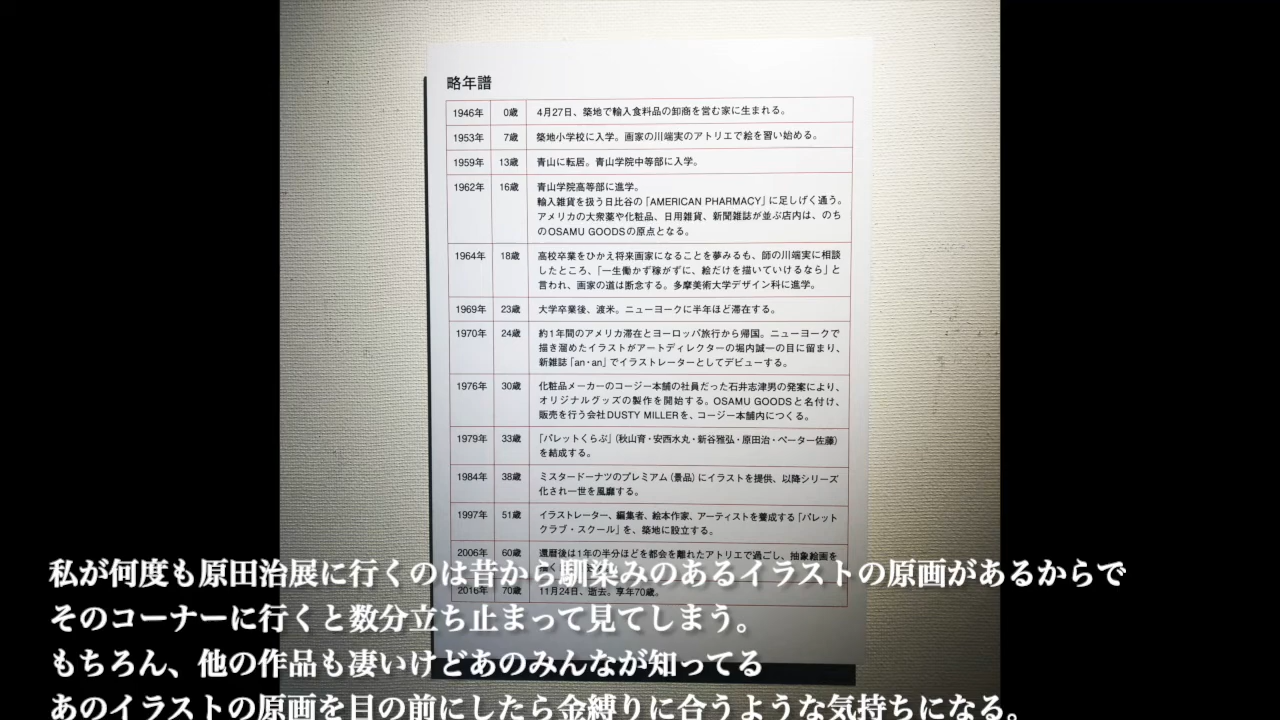 略年譜
1946年 0歳 4月27日、築地で輸入食料品の卸商を営む家に生まれる。
1953年 7歳 築地小学校に入学。画家の川端実のアトリエで絵を習い始める。
1959年 13歳 青山に転居。青山学院中等部に入学。
1962年 16歳 青山学院高等部に進学。
輸入雑貨を扱う日比谷の「AMERICAN PHARMACY」に足しげく通う。
アメリカの大衆薬や化粧品、日用雑貨、新聞雑誌が並ぶ店内は、のち
のOSAMU GOODSの原点となる。
1964年 18歳 高校卒業をひかえ将来画家になることを夢みるも、師の川端実に相談
したところ、「一生働かず稼がずに、絵だけを描いていけるなら」と
言われ、画家の道は断念する。多摩美術大学デザイン科に進学。
1969年 23歳 大学卒業後、渡米。ニューヨークに半年ほど滞在する。
1970年 24歳 約1年間のアメリカ滞在とヨーロッパ旅行から帰国。ニューヨークで
描き溜めたイラストがアートディレクターの堀内誠一の目に留まり、
新雑誌「an・an」でイラストレーターとしてデビューする。
1976年 30歳 化粧品メーカーのコージー本舗の社員だった石井志津男の発案により、
オリジナルグッズの製作を開始する。OSAMU GOODSと名付け、
販売を行う会社DUSTY MILLERを、コージー本舗内につくる。
1979年 33歳 「パレットくらぶ」(秋山育・安西水丸・新谷雅弘・原田治・ペーター佐藤)
を結成する。
1984年 38歳 ミスタードーナツのプレミアム(景品)にイラストを提供、以降シリーズ
化され一世を風靡する。
1997年 51歳 イラストレーター、編集者、絵本作家、アーティストを養成する「パレット
クラブ・スクール」を、築地に設立する。
2006年 60歳 還暦後は1年の半分ほどを都会を離れたアトリエで過ごし、抽象絵画を
2016年 70歳 11月24日、逝去。享年70歳。
私が何度も原田治展に行くのは昔から馴染みのあるイラストの原画があるからで
そのコーナーに行くと数分立ち止まって見てしまう。
もちろん、他の作品も凄いけどあのみんなが知ってる
あのイラストの原画を目の前にしたら金縛りに合うような気持ちになる。